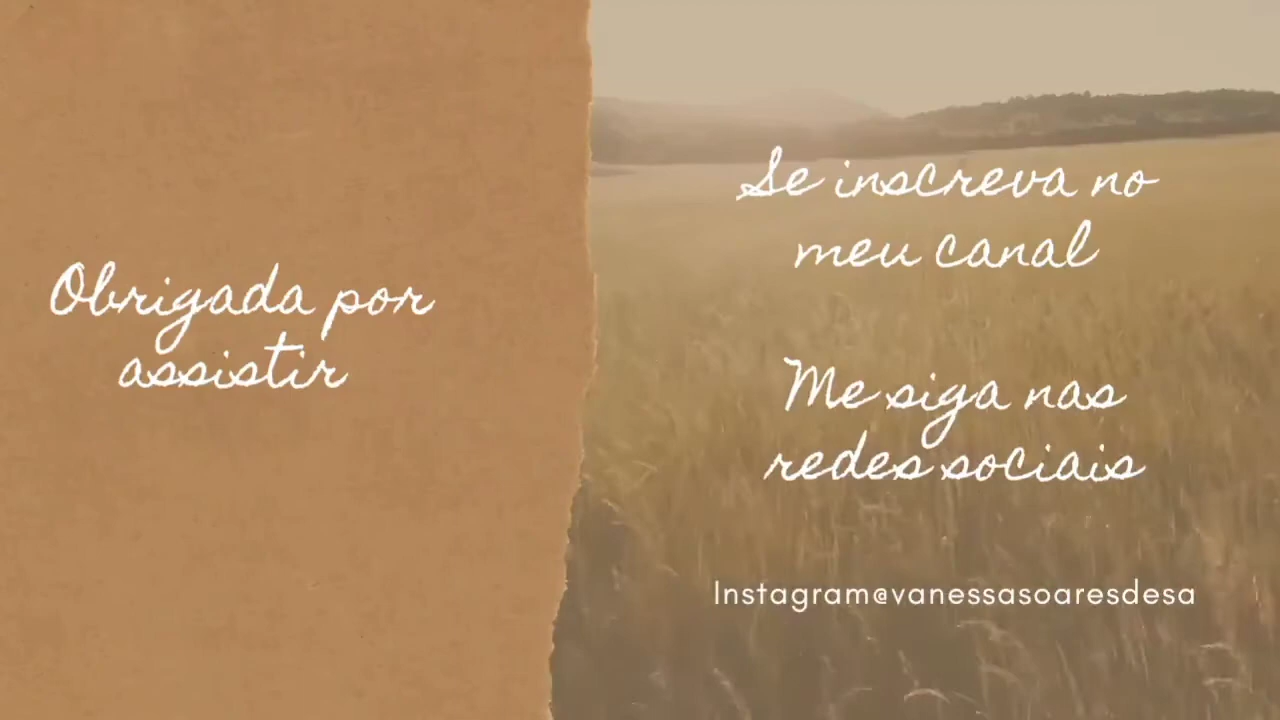 Obrigada por
assistir
Se inscreva no
meu canal
Me siga nas
redes sociais
Instagram@vanessasoaresdesa